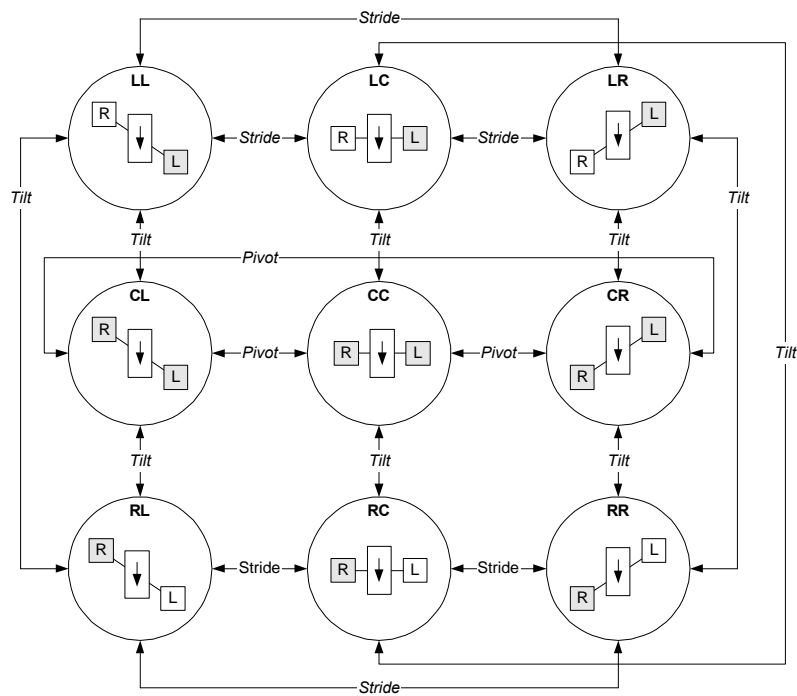 Stride
LL
LC
LR
R
L
Stride
R
L
Stride
R
L
Tilt
Tilt
Tilt
Tilt
Tilt
Pivot
CL
CC
CR
R
L
Pivot
R
L
Pivot
R
L
Tilt
Tilt
Tilt
Tilt
RL
RC
RR
R
L
Stride
R
L
Stride
R
L
Stride